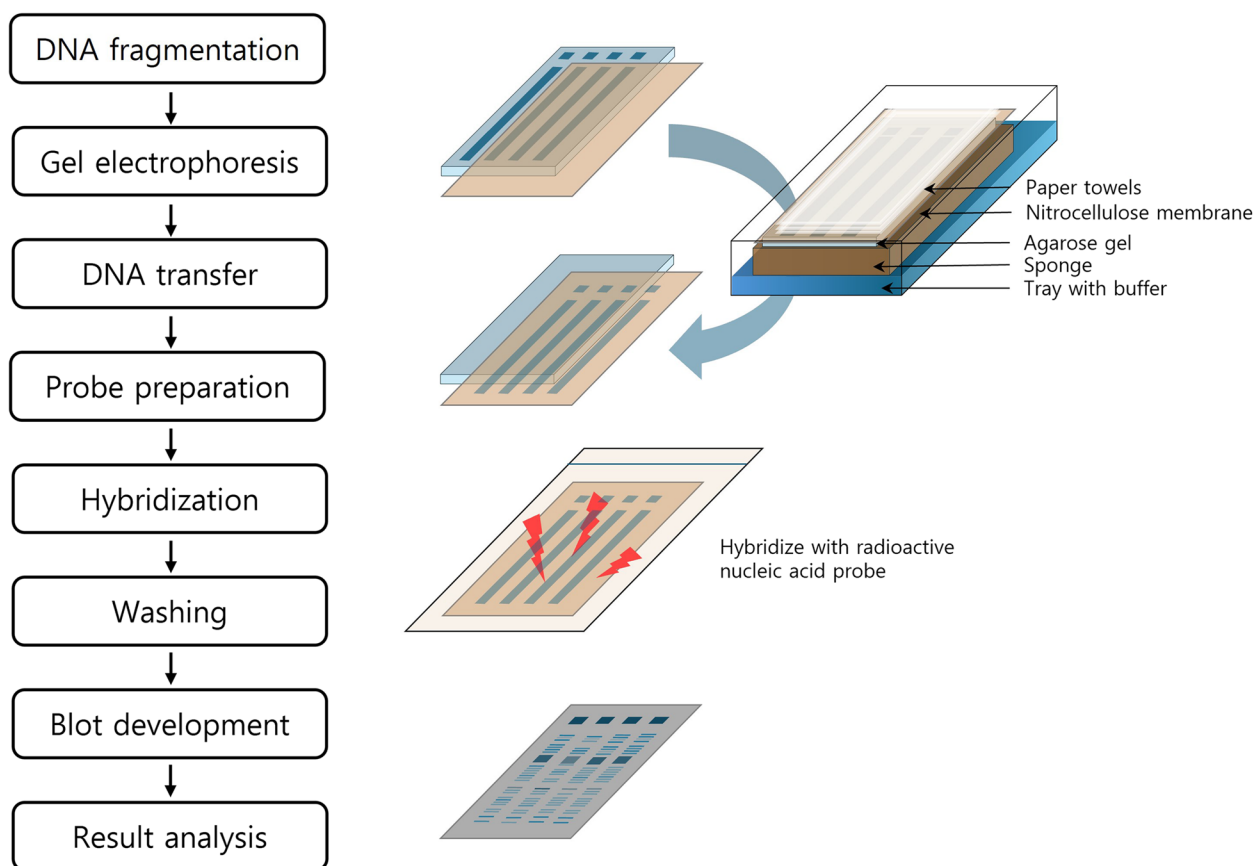 DNA fragmentation
Gel electrophoresis
DNA transfer
Probe preparation
Hybridization
Washing
Blot development
Result analysis
Paper towels
Nitrocellulose membrane
Agarose gel
Sponge
Tray with buffer
Hybridize with radioactive
nucleic acid probe